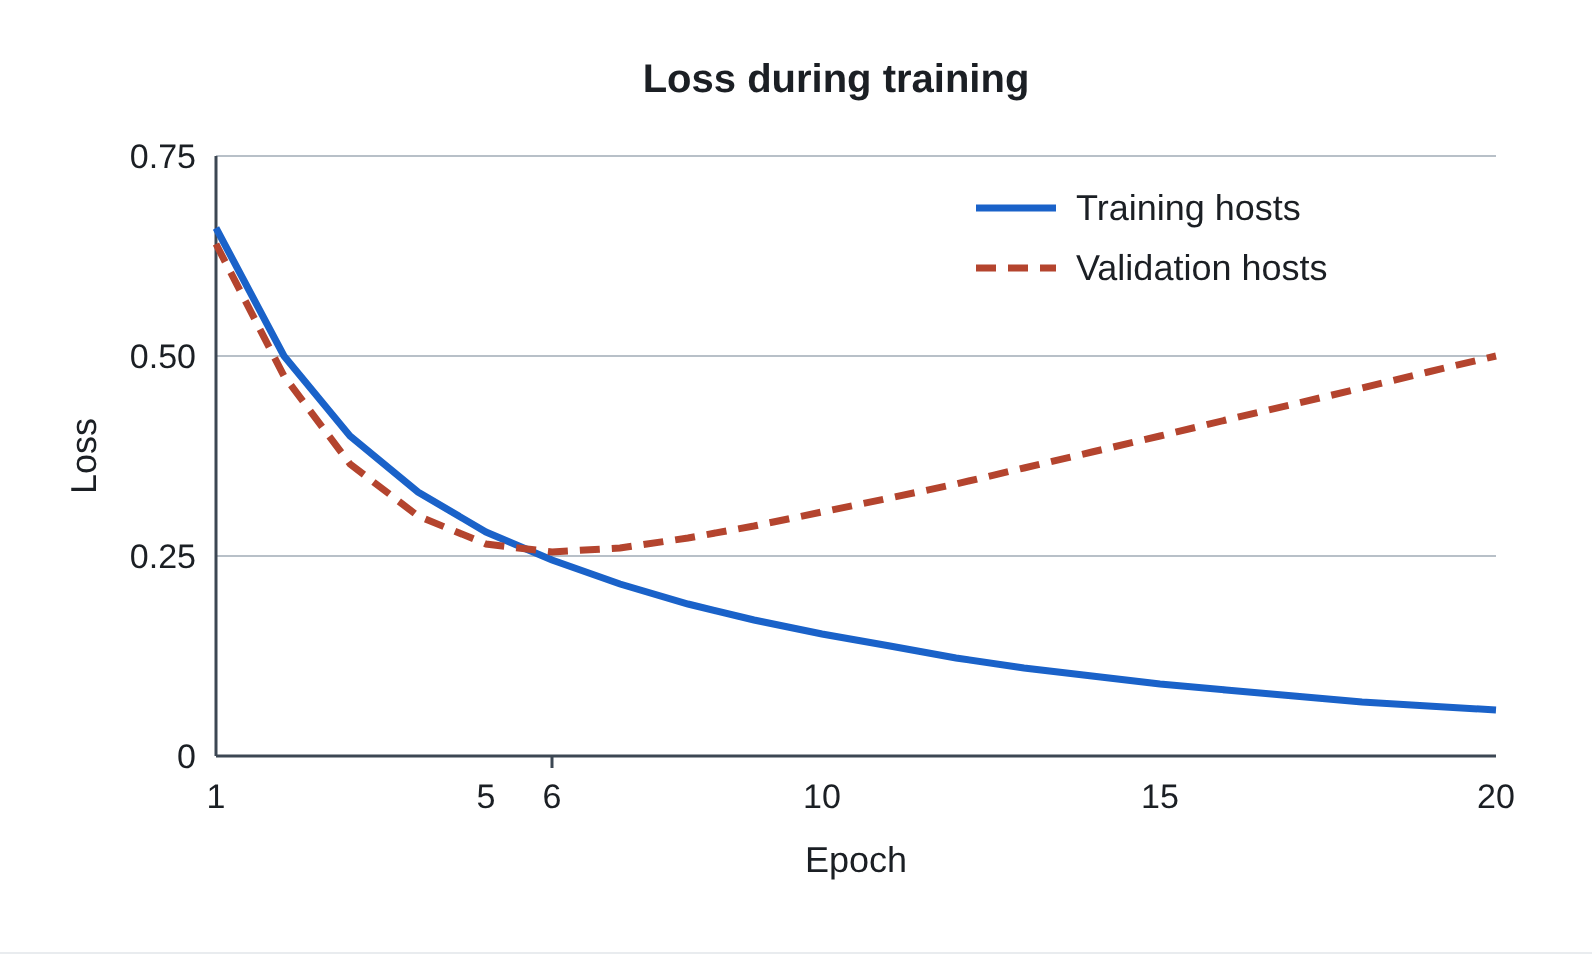 Loss during training
0.75
0.50
0.25
0
Loss
Training hosts
Validation hosts
1 5 6 10 15 20
Epoch